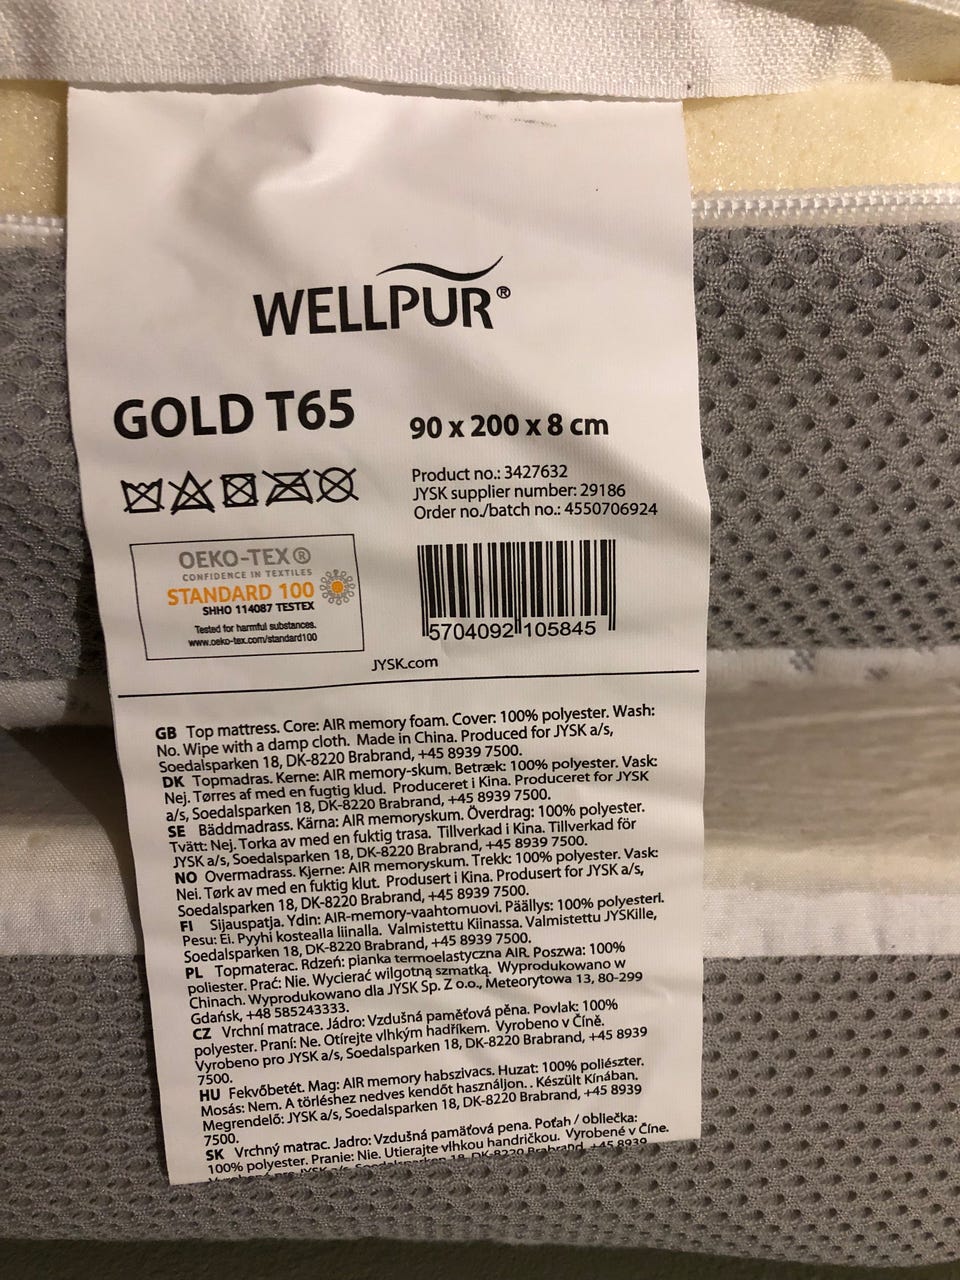 WELLPUR®
GOLD T65
90 x 200 x 8 cm
Product no.: 3427632
JYSK supplier number: 29186
Order no./batch no.: 4550706924
OEKO-TEX®
CONFIDENCE IN TEXTILES
STANDARD 100
SHHO 114087 TESTEX
Tested for harmful substances.
www.oeko-tex.com/standard100
5704092 105845
JYSK.com
GB Top mattress. Core: AIR memory foam. Cover: 100% polyester. Wash:
No. Wipe with a damp cloth. Made in China. Produced for JYSK a/s,
Soedalsparken 18, DK-8220 Brabrand, +45 8939 7500.
DK Topmadras. Kerne: AIR memory-skum. Betræk: 100% polyester. Vask:
Nej. Tørres af med en fugtig klud. Produceret i Kina. Produceret for JYSK
a/s, Soedalsparken 18, DK-8220 Brabrand, +45 8939 7500.
SE Bäddmadrass. Kärna: AIR memoryskum. Överdrag: 100% polyester.
Tvätt: Nej. Torka av med en fuktig trasa. Tillverkad i Kina. Tillverkad för
JYSK a/s, Soedalsparken 18, DK-8220 Brabrand, +45 8939 7500.
NO Overmadrass. Kjerne: AIR memoryskum. Trekk: 100% polyester. Vask:
Nei. Tørk av med en fuktig klut. Produsert i Kina. Produsert for JYSK a/s,
Soedalsparken 18, DK-8220 Brabrand, +45 8939 7500.
FI Sijauspatja. Ydin: AIR-memory-vaahtomuovi. Päällys: 100% polyesteri.
Pesu: Ei. Pyyhi kostealla liinalla. Valmistettu Kiinassa. Valmistettu JYSKille,
Soedalsparken 18, DK-8220 Brabrand, +45 8939 7500.
PL Topmaterac. Rdzeń: pianka termoelastyczna AIR. Poszwa: 100%
poliester. Prać: Nie. Wycierać wilgotną szmatką. Wyprodukowano w
Chinach. Wyprodukowano dla JYSK Sp. Z o.o., Meteorytowa 13, 80-299
Gdańsk, +48 585243333.
CZ Vrchní matrace. Jádro: Vzdušná paměťová pěna. Povlak: 100%
polyester. Praní: Ne. Otírejte vlhkým hadříkem. Vyrobeno v Číně.
Vyrobeno pro JYSK a/s, Soedalsparken 18, DK-8220 Brabrand, +45 8939
7500.
HU Fekvőbetét. Mag: AIR memory habszivacs. Huzat: 100% poliészter.
Mosás: Nem. A törléshez nedves kendőt használjon.. Készült Kínában.
Megrendelő: JYSK a/s, Soedalsparken 18, DK-8220 Brabrand, +45 8939
7500.
SK Vrchný matrac. Jadro: Vzdušná pamäťová pena. Poťah / obliečka:
100% polyester. Pranie: Nie. Utierajte vlhkou handričkou. Vyrobené v Číne.
JYSK a/s, Soedalsparken 18, DK-8220 Brabrand, +45 8939